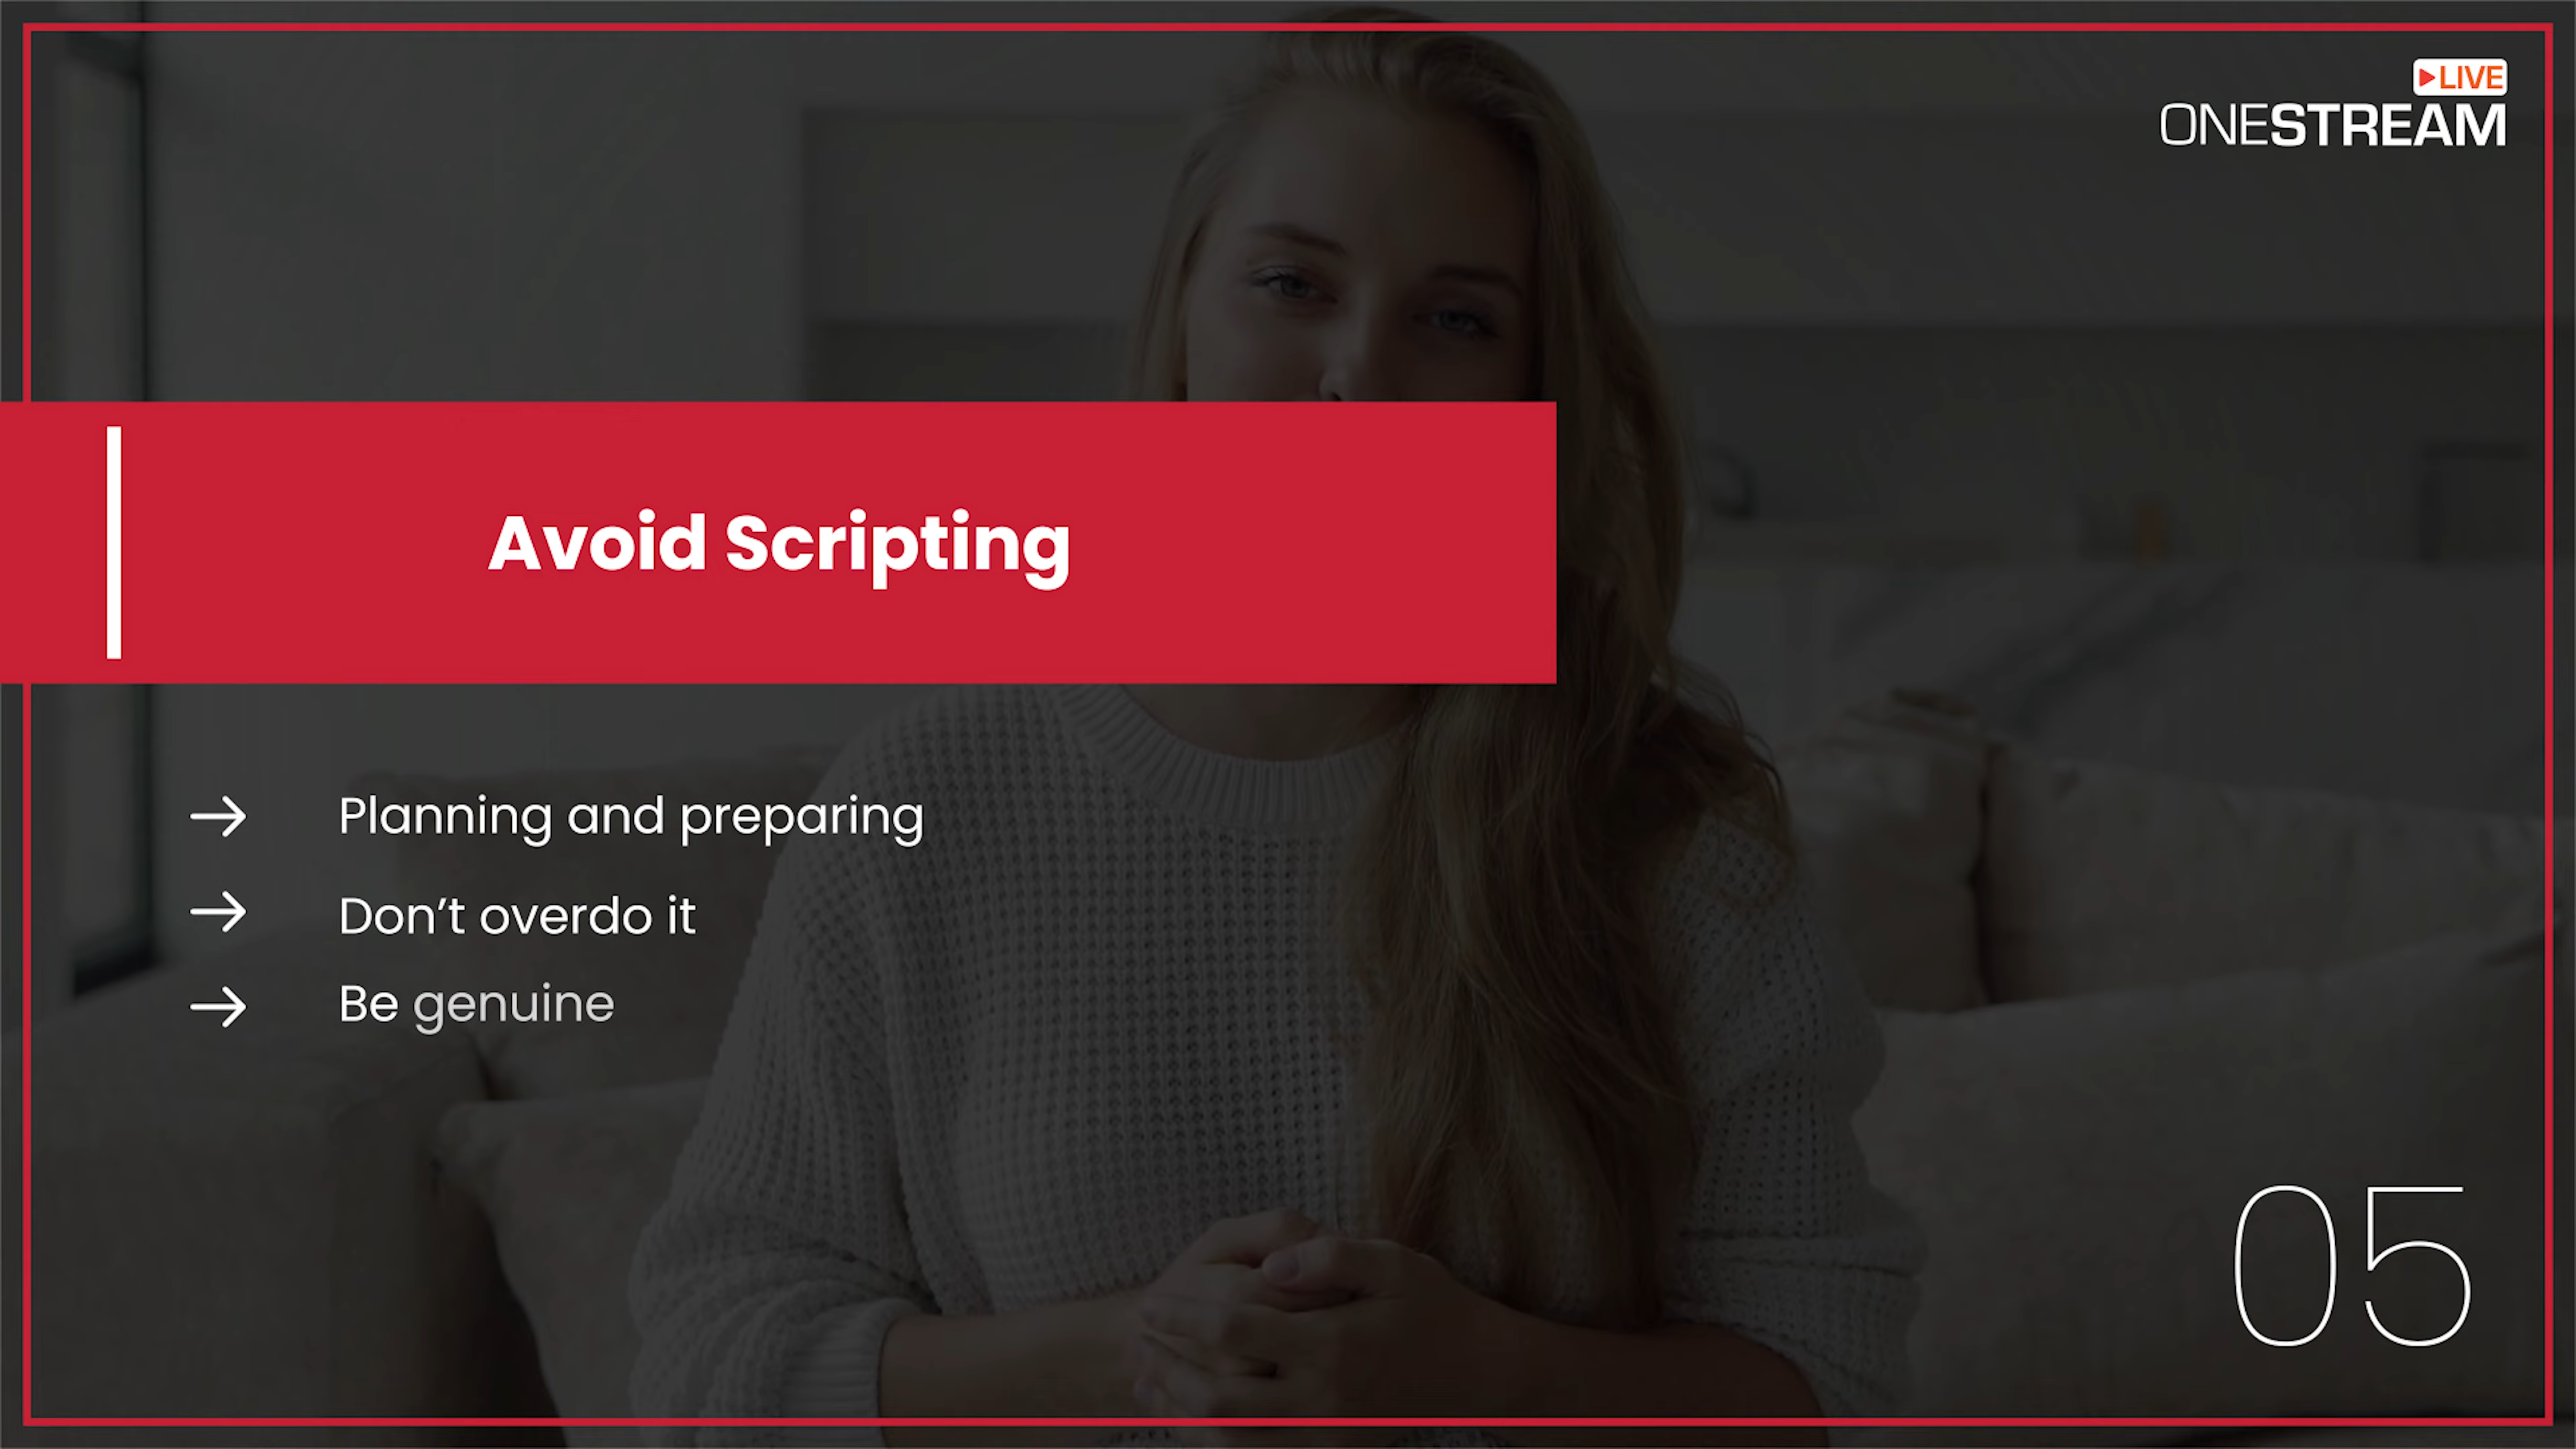 LIVE
ONESTREAM
Avoid Scripting
Planning and preparing
Don’t overdo it
Be genuine
05